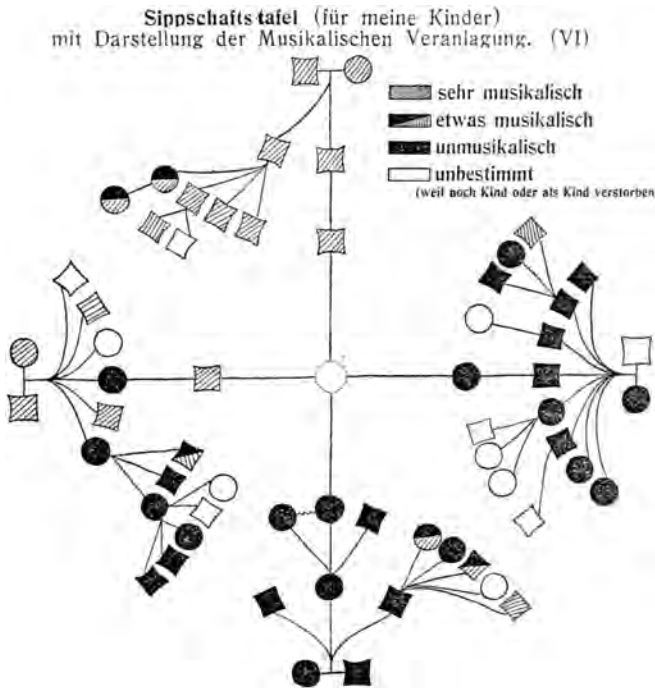 Sippschaftstafel (für meine Kinder)
mit Darstellung der Musikalischen Veranlagung. (VI)
sehr musikalisch
etwas musikalisch
unmusikalisch
unbestimmt
(weil noch Kind oder als Kind verstorben